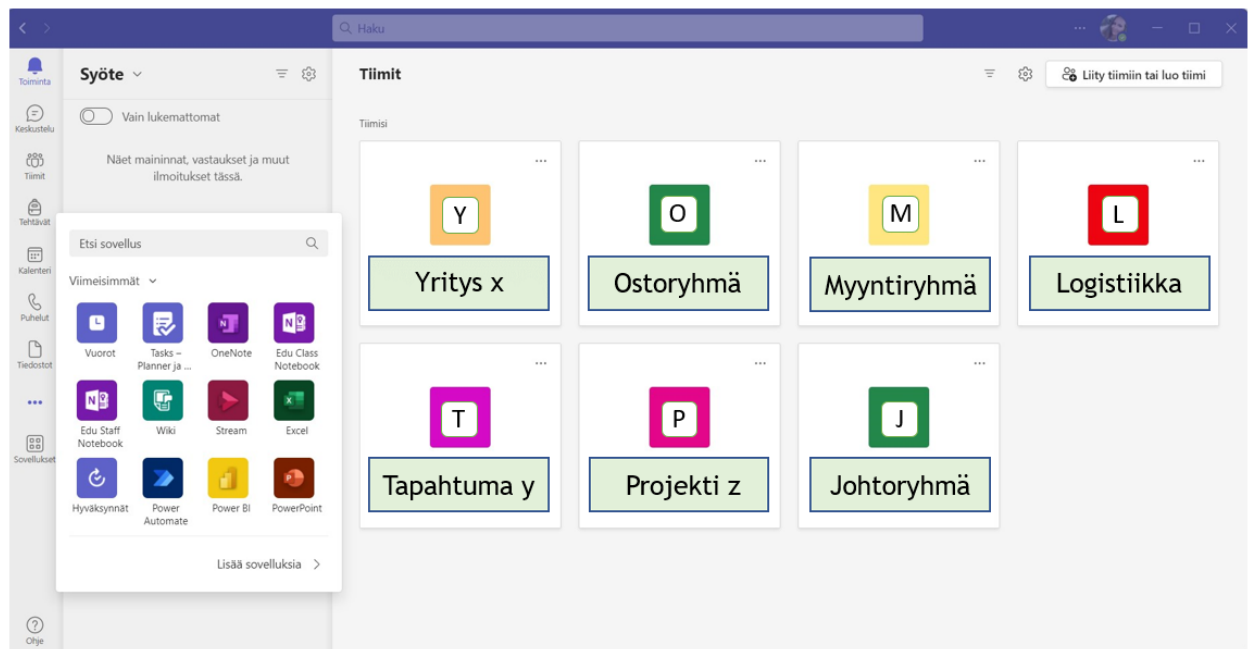 Haku
Toiminta
Keskustelu
Tiimit
Tehtävät
Kalenteri
Puhelut
Tiedostot
Sovellukset
Ohje
Syöte
Vain lukemattomat
Näet maininnat, vastaukset ja muut
ilmoitukset tässä.
Etsi sovellus
Viimeisimmät
Vuorot
Tasks –
Planner ja ...
OneNote
Edu Class
Notebook
Edu Staff
Notebook
Wiki
Stream
Excel
Hyväksynnät
Power
Automate
Power BI
PowerPoint
Lisää sovelluksia
Tiimit
Liity tiimiin tai luo tiimi
Tiimisi
Y
Yritys x
O
Ostoryhmä
M
Myyntiryhmä
L
Logistiikka
T
Tapahtuma y
P
Projekti z
J
Johtoryhmä